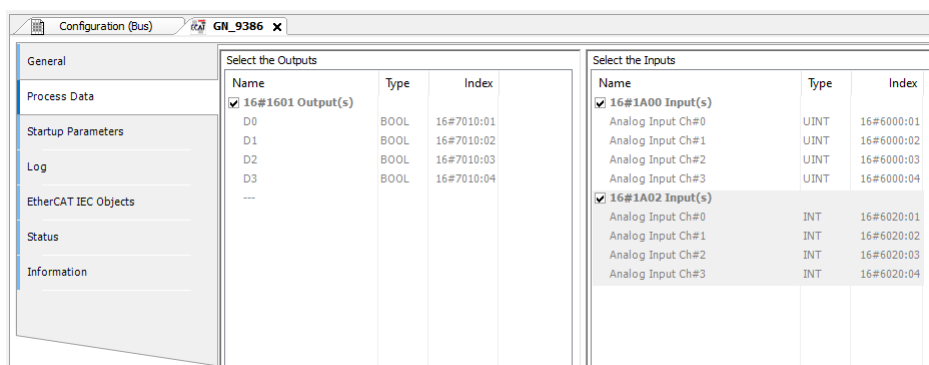 Configuration (Bus) ECAT GN_9386 X
General
Process Data
Startup Parameters
Log
EtherCAT IEC Objects
Status
Information
Select the Outputs
Name Type Index
16#1601 Output(s)
D0 BOOL 16#7010:01
D1 BOOL 16#7010:02
D2 BOOL 16#7010:03
D3 BOOL 16#7010:04
---
Select the Inputs
Name Type Index
16#1A00 Input(s)
Analog Input Ch#0 UINT 16#6000:01
Analog Input Ch#1 UINT 16#6000:02
Analog Input Ch#2 UINT 16#6000:03
Analog Input Ch#3 UINT 16#6000:04
16#1A02 Input(s)
Analog Input Ch#0 INT 16#6020:01
Analog Input Ch#1 INT 16#6020:02
Analog Input Ch#2 INT 16#6020:03
Analog Input Ch#3 INT 16#6020:04